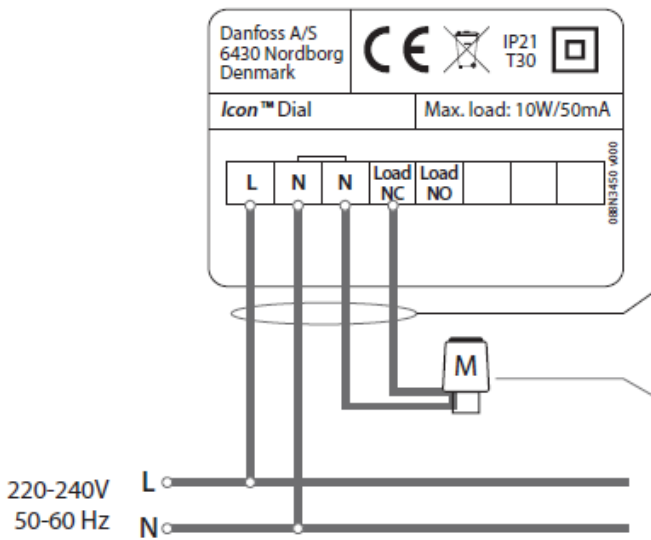 Danfoss A/S
6430 Nordborg
Denmark
CE
IP21
T30
Icon™ Dial
Max. load: 10W/50mA
L N N Load NC Load NO
088N3450 v000
M
220-240V L
50-60 Hz N